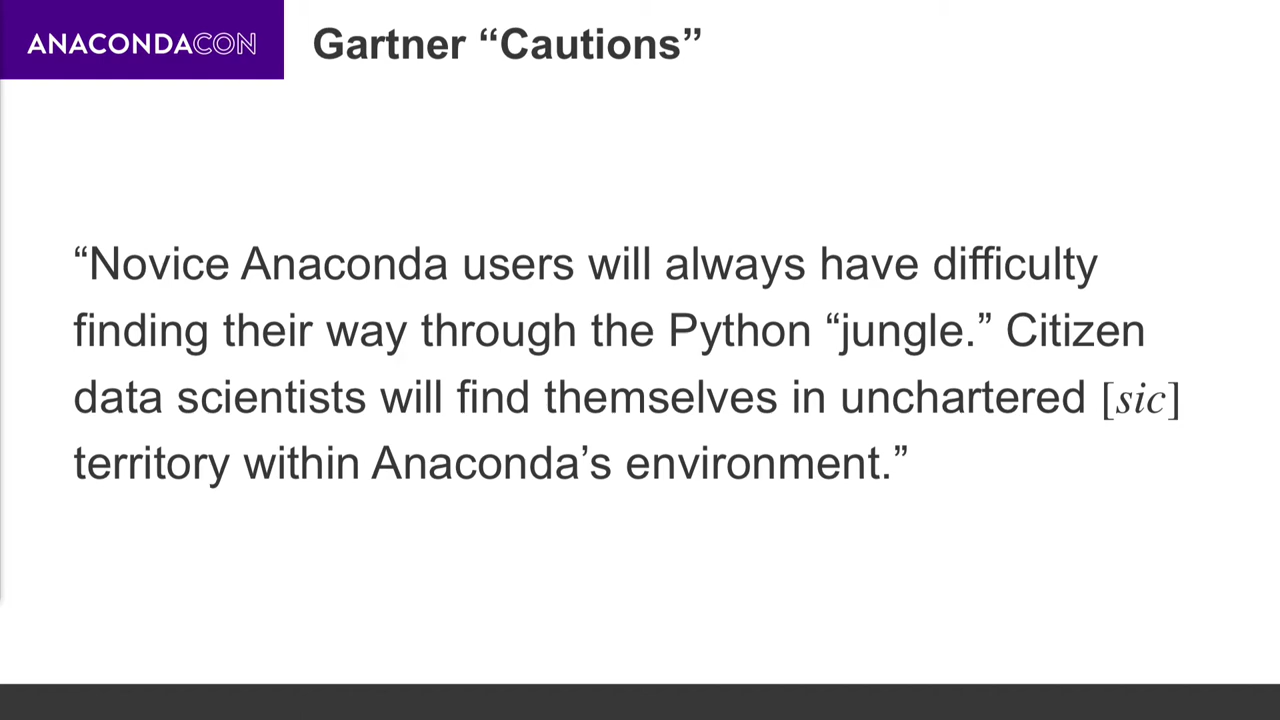 ANACONDACON
Gartner “Cautions”
“Novice Anaconda users will always have difficulty
finding their way through the Python “jungle.” Citizen
data scientists will find themselves in unchartered [sic]
territory within Anaconda’s environment.”